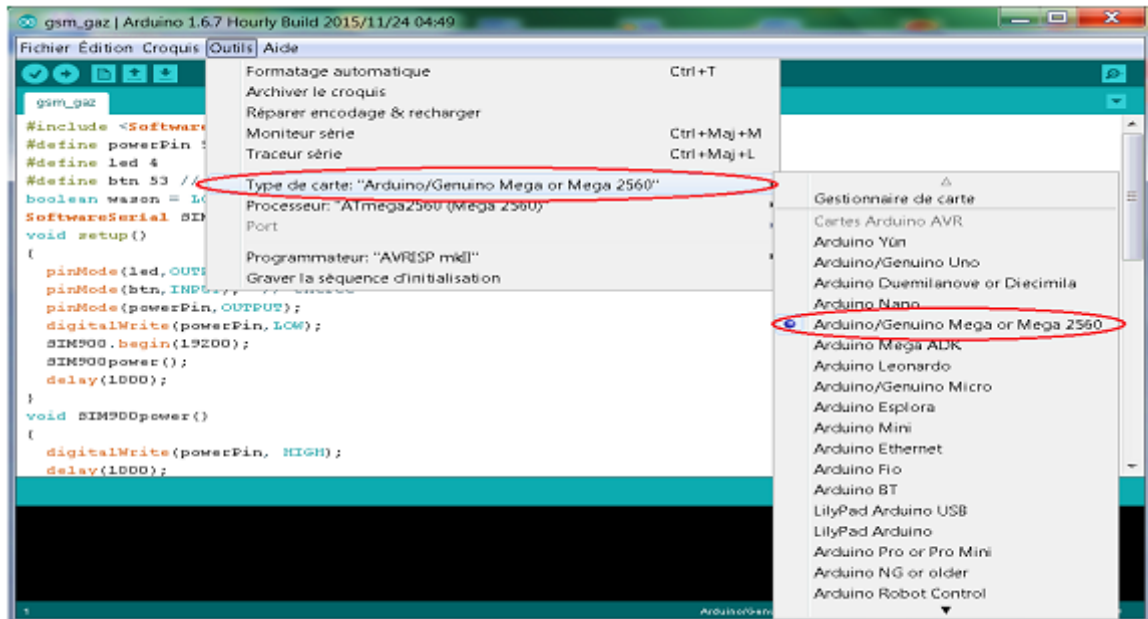 gsm_gaz | Arduino 1.6.7 Hourly Build 2015/11/24 04:49
Fichier Édition Croquis Outils Aide
gsm_gaz
Formatage automatique Ctrl+T
Archiver le croquis
Réparer encodage & recharger
Moniteur série Ctrl+Maj+M
Traceur série Ctrl+Maj+L
Type de carte: "Arduino/Genuino Mega or Mega 2560"
Processeur: "ATmega2560 (Mega 2560)"
Port
Programmateur: "AVRISP mkII"
Graver la séquence d'initialisation
#include <Software
#define powerPin
#define led 4
#define btn 53 //
boolean wason = LO
SoftwareSerial SIM
void setup()
{
pinMode(led,OUTP
pinMode(btn,INPUT); //
pinMode(powerPin,OUTPUT);
digitalWrite(powerPin,LOW);
SIM900.begin(19200);
SIM900power();
delay(1000);
}
void SIM900power()
{
digitalWrite(powerPin, HIGH);
delay(1000);
Gestionnaire de carte
Cartes Arduino AVR
Arduino Yún
Arduino/Genuino Uno
Arduino Duemilanove or Diecimila
Arduino Nano
Arduino/Genuino Mega or Mega 2560
Arduino Mega ADK
Arduino Leonardo
Arduino/Genuino Micro
Arduino Esplora
Arduino Mini
Arduino Ethernet
Arduino Fio
Arduino BT
LilyPad Arduino USB
LilyPad Arduino
Arduino Pro or Pro Mini
Arduino NG or older
Arduino Robot Control
1 Arduino/Genu